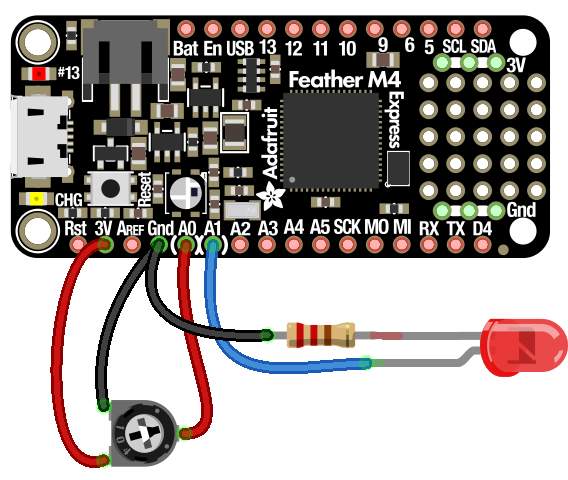 Bat En USB 13 12 11 10 9 6 5 SCL SDA
3V
#13
Feather M4
Express
Adafruit
CHG
Reset
Gnd
Rst 3V AREF Gnd A0 A1 A2 A3 A4 A5 SCK MO MI RX TX D4